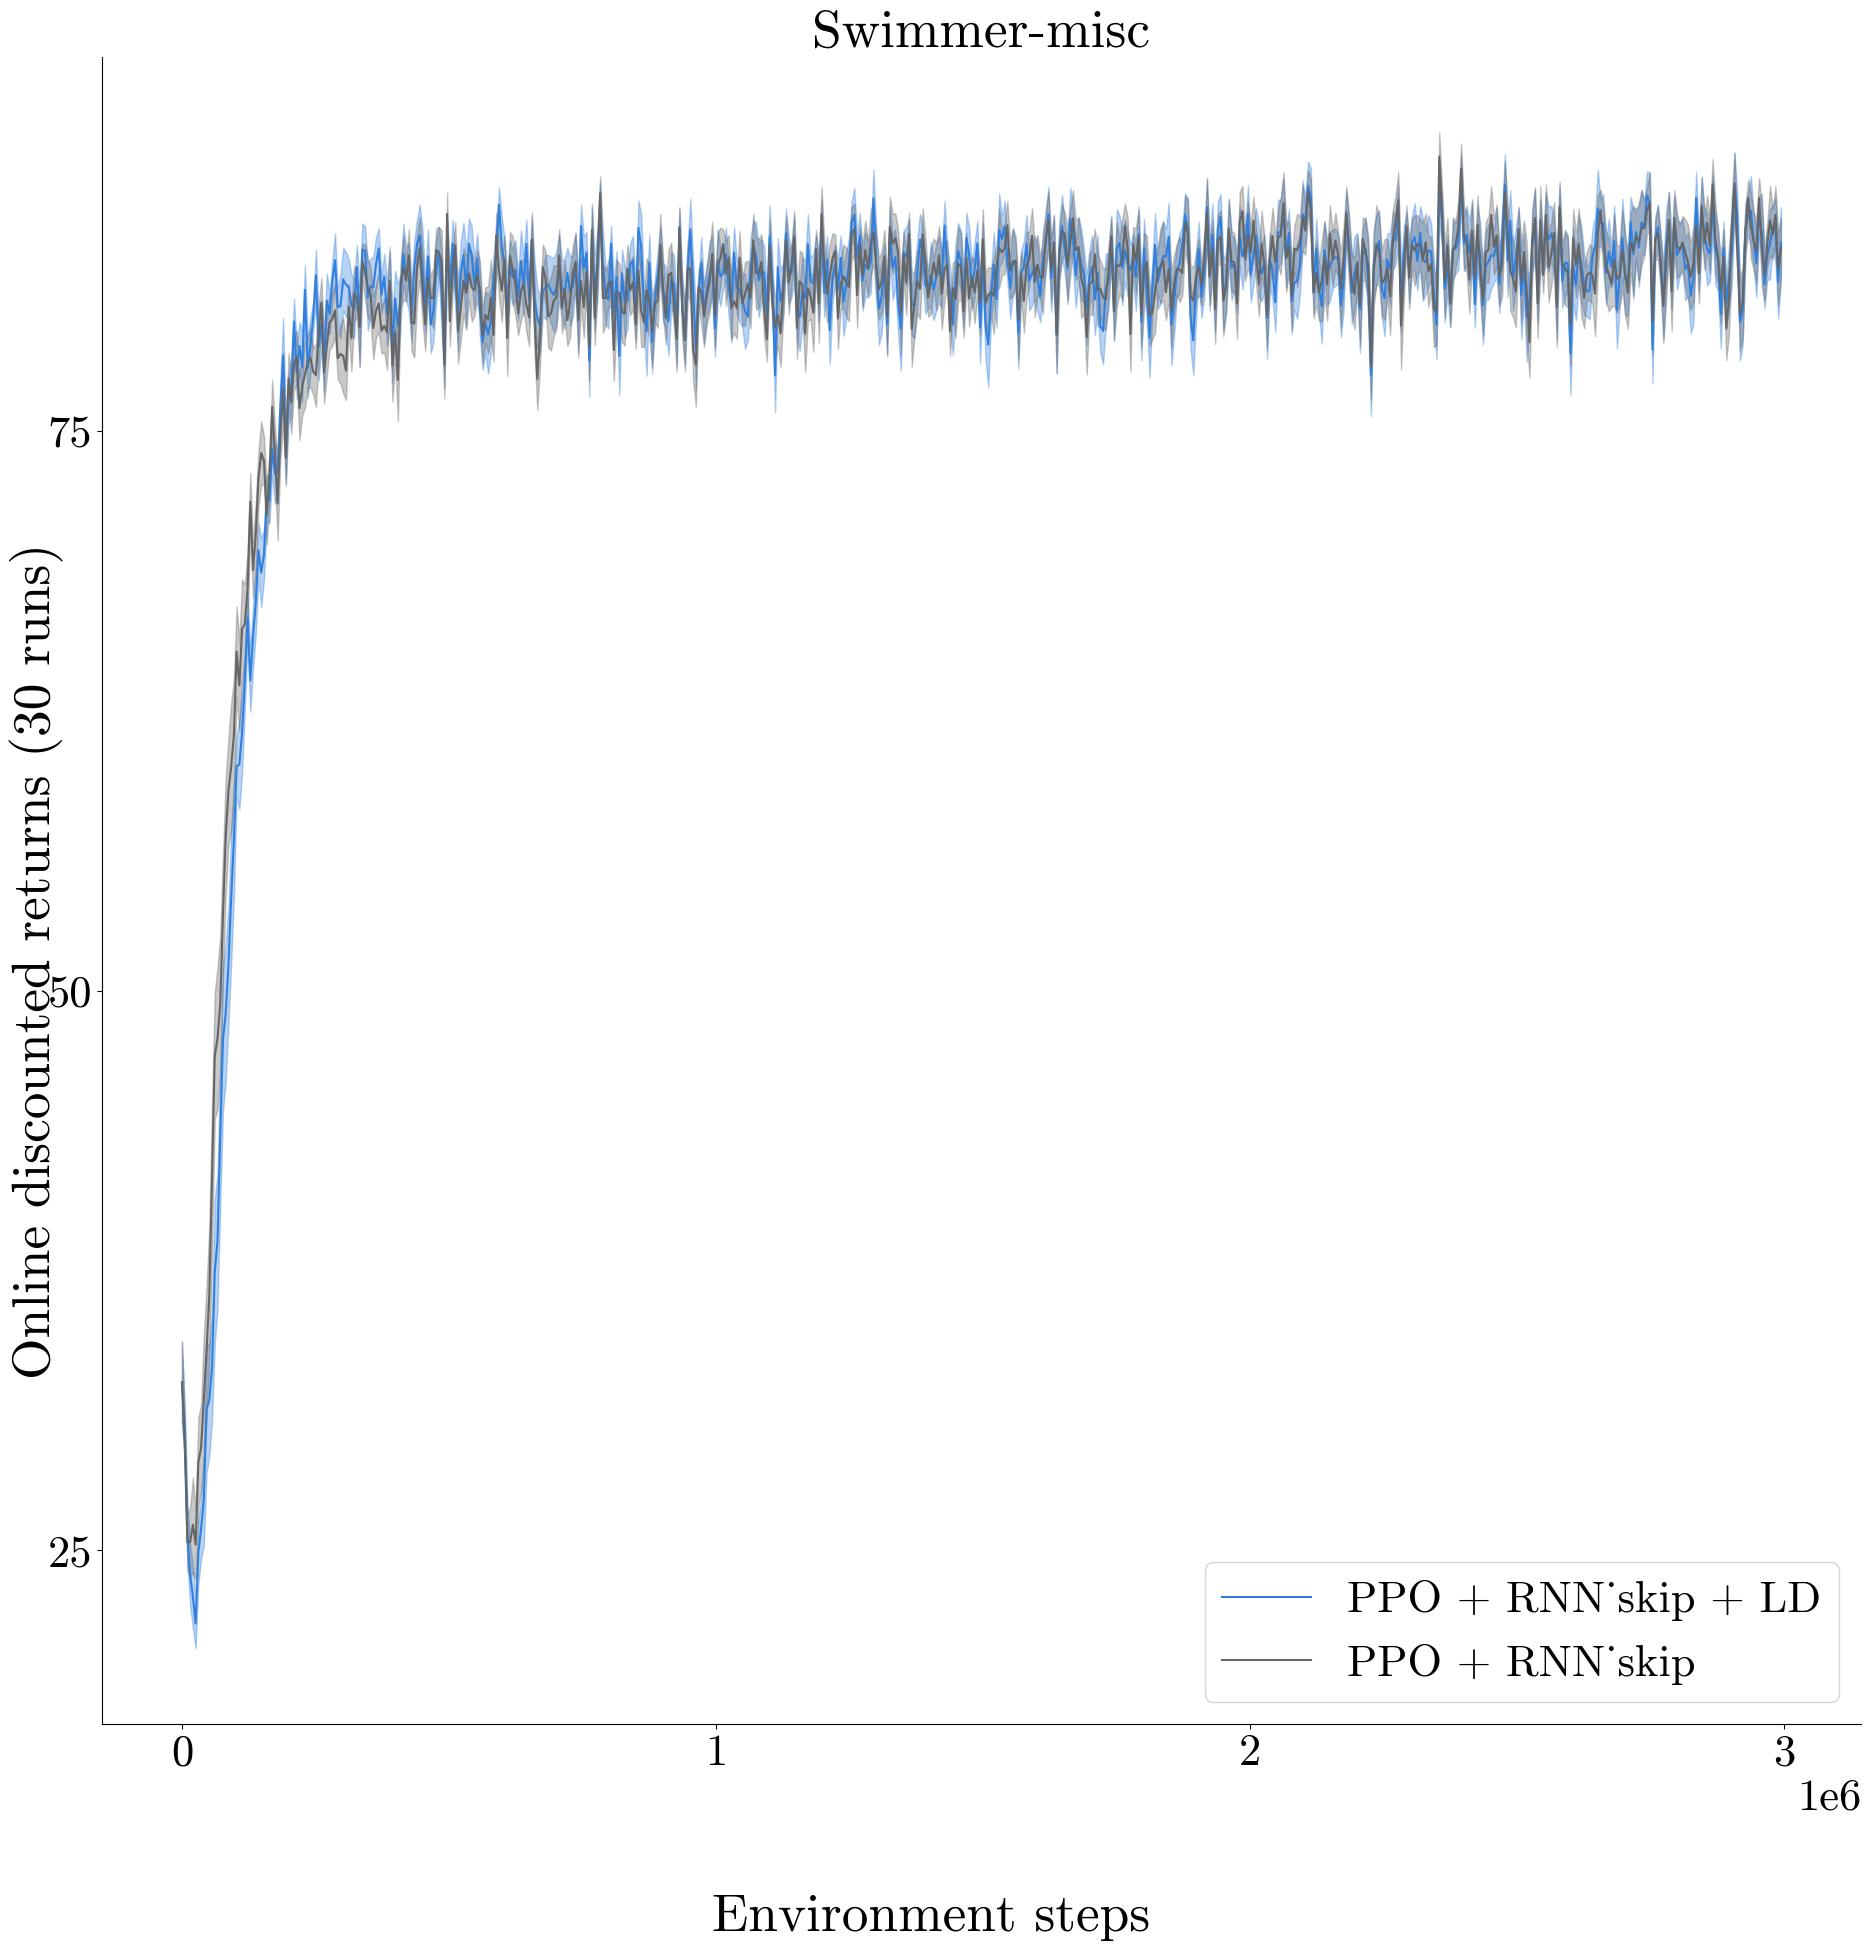 Swimmer-misc
Online discounted returns (30 runs)
75
50
25
PPO + RNN˙skip + LD
PPO + RNN˙skip
0 1 2 3
1e6
Environment steps